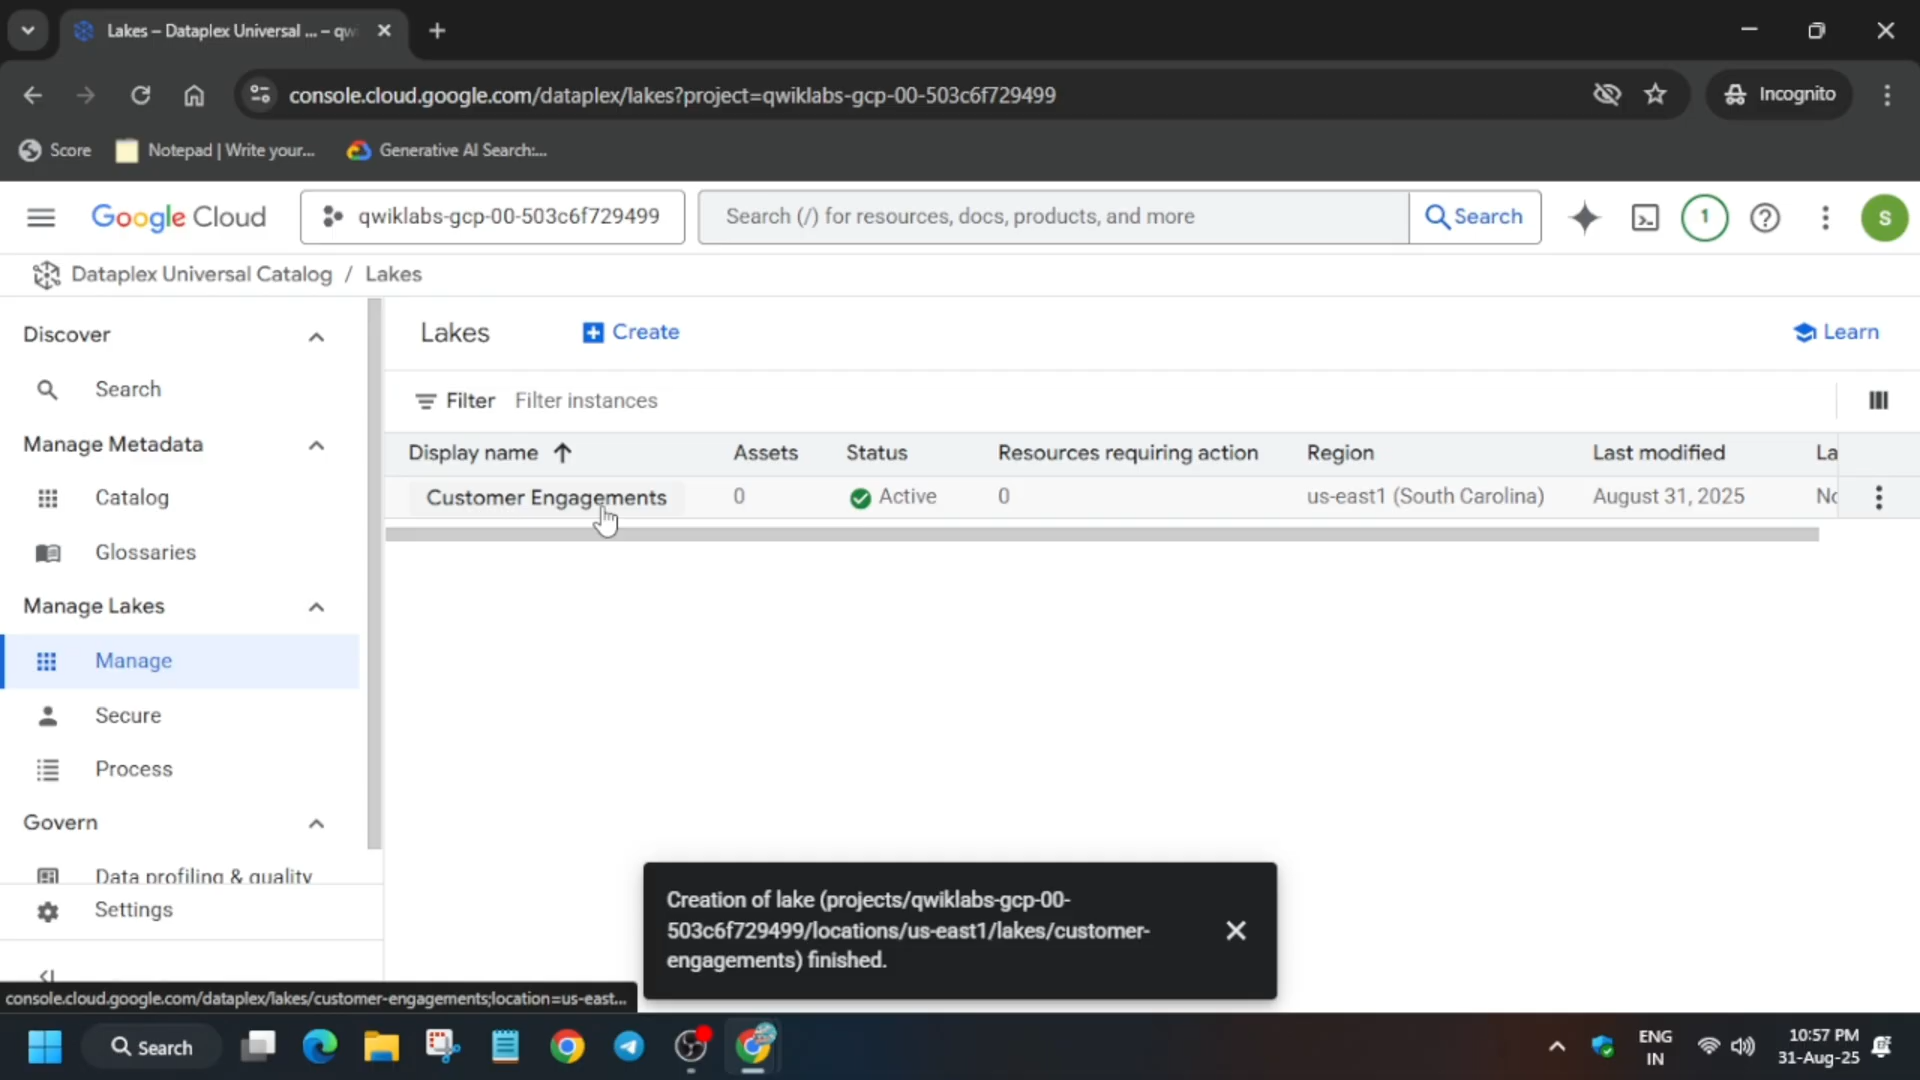 Lakes – Dataplex Universal ... – qw
console.cloud.google.com/dataplex/lakes?project=qwiklabs-gcp-00-503c6f729499
Incognito
Score
Notepad | Write your...
Generative AI Search:...
Google Cloud
qwiklabs-gcp-00-503c6f729499
Search (/) for resources, docs, products, and more
Search
1
S
Dataplex Universal Catalog / Lakes
Discover
Search
Manage Metadata
Catalog
Glossaries
Manage Lakes
Manage
Secure
Process
Govern
Data profiling & quality
Settings
Lakes
Create
Learn
Filter Filter instances
Display name Assets Status Resources requiring action Region Last modified La
Customer Engagements 0 Active 0 us-east1 (South Carolina) August 31, 2025 No
Creation of lake (projects/qwiklabs-gcp-00-
503c6f729499/locations/us-east1/lakes/customer-
engagements) finished.
console.cloud.google.com/dataplex/lakes/customer-engagements;location=us-east...
Search
ENG
IN
10:57 PM
31-Aug-25